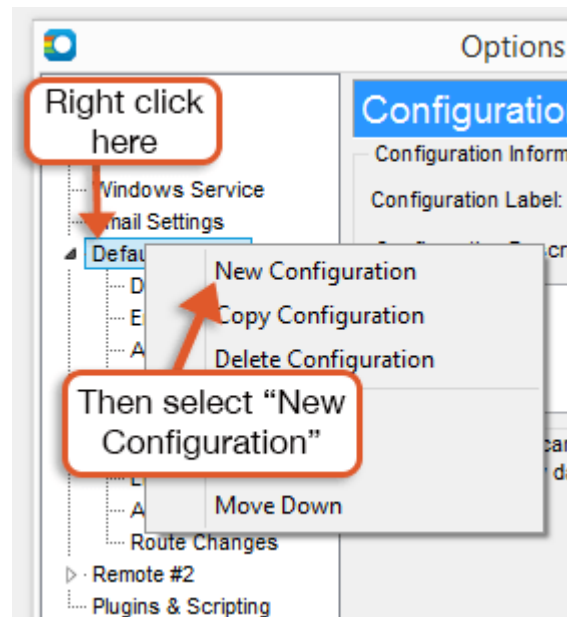 Options
Right click
here
Configuratio
Configuration Inform
Windows Service
Configuration Label:
mail Settings
Defau
New Configuration
Copy Configuration
Delete Configuration
Then select “New
Configuration”
Move Down
Route Changes
Remote #2
Plugins & Scripting